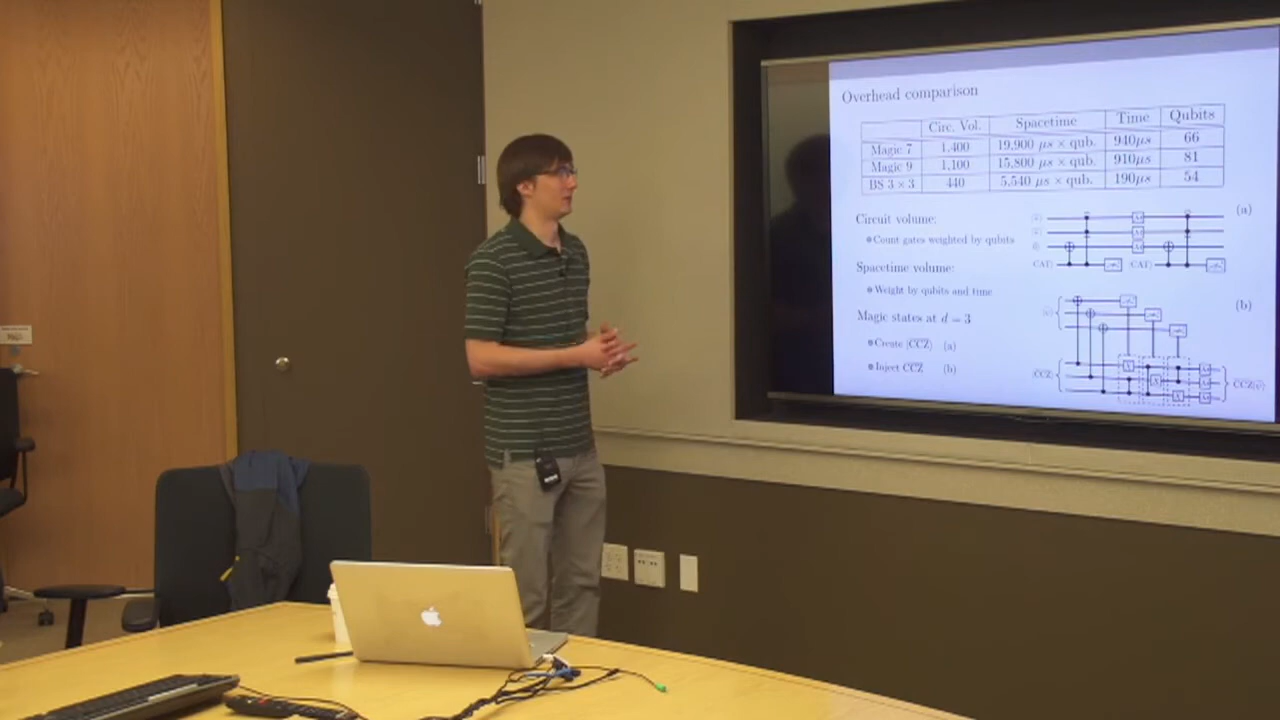 Overhead comparison
Circ. Vol. Spacetime Time Qubits
Magic 7 1,400 19,900 μs × qub. 940μs 66
Magic 9 1,100 15,800 μs × qub. 910μs 81
BS 3 × 3 440 5,540 μs × qub. 190μs 54
Circuit volume:
Count gates weighted by qubits
Spacetime volume:
Weight by qubits and time
Magic states at d = 3
Create |CCZ⟩ (a)
Inject CCZ (b)
(a)
CAT⟩ CAT⟩
(b)
CCZ⟩